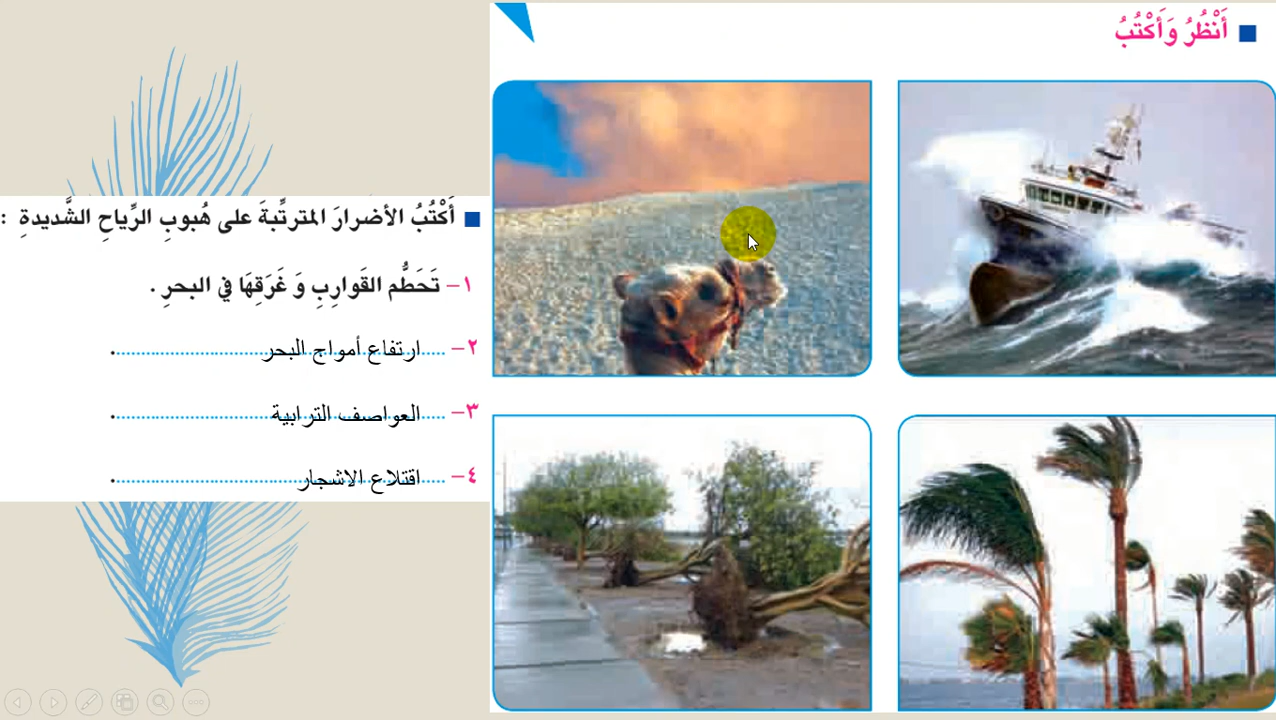 أَنْظُرُ وَأَكْتُبُ
أَكْتُبُ الأضرارَ المترتِّبةَ على هُبوبِ الرِّياحِ الشَّديدةِ :
١- تَحَطُّم القَوارِبِ وَ غَرَقِهَا في البحرِ .
٢- ارتفاع أمواج البحر .
٣- العواصف الترابية .
٤- اقتلاع الاشجار .